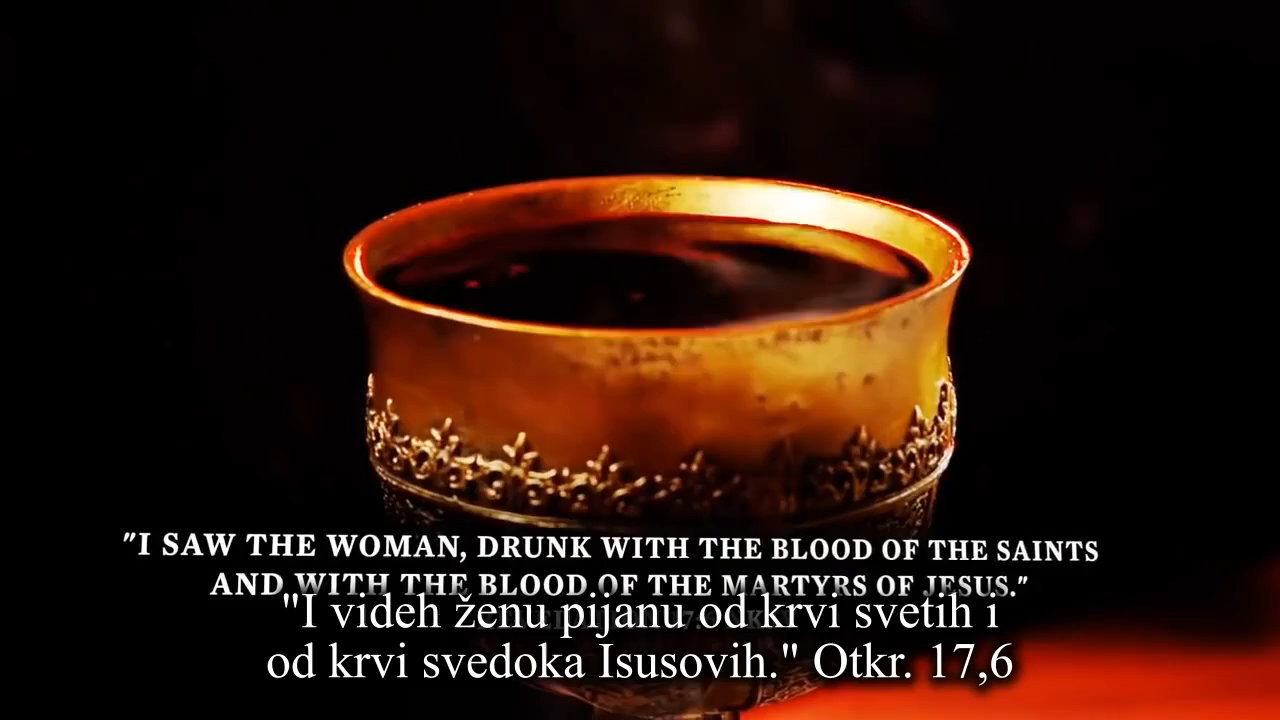 "I SAW THE WOMAN, DRUNK WITH THE BLOOD OF THE SAINTS
AND WITH THE BLOOD OF THE MARTYRS OF JESUS."
"I videh ženu pijanu od krvi svetih i
od krvi svedoka Isusovih." Otkr. 17,6